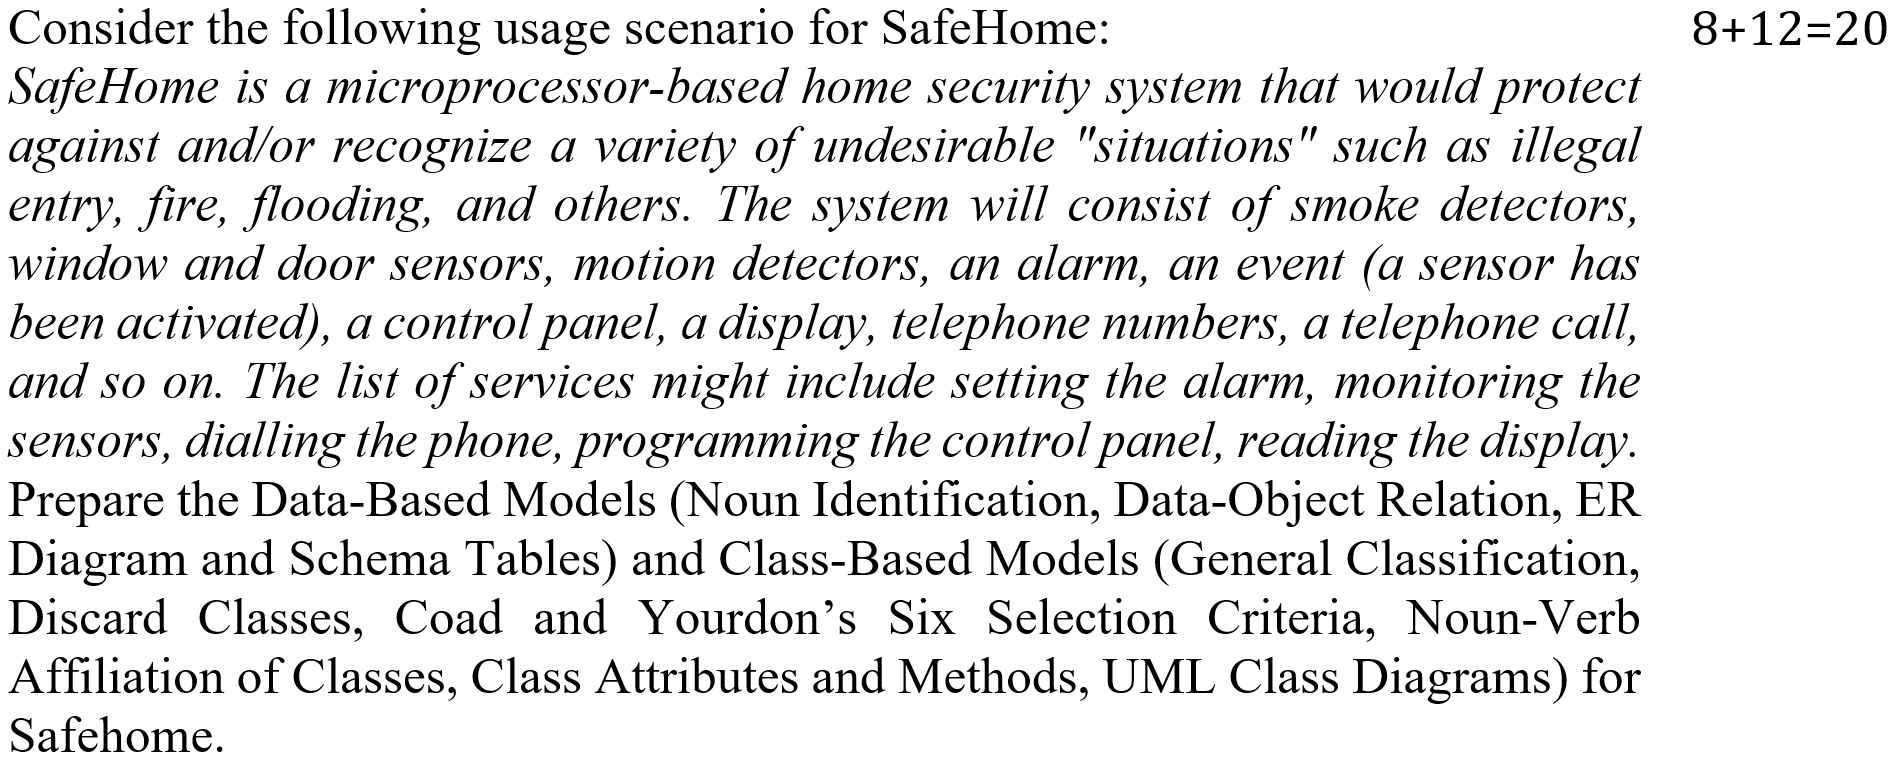 Consider the following usage scenario for SafeHome: 8+12=20
SafeHome is a microprocessor-based home security system that would protect
against and/or recognize a variety of undesirable "situations" such as illegal
entry, fire, flooding, and others. The system will consist of smoke detectors,
window and door sensors, motion detectors, an alarm, an event (a sensor has
been activated), a control panel, a display, telephone numbers, a telephone call,
and so on. The list of services might include setting the alarm, monitoring the
sensors, dialling the phone, programming the control panel, reading the display.
Prepare the Data-Based Models (Noun Identification, Data-Object Relation, ER
Diagram and Schema Tables) and Class-Based Models (General Classification,
Discard Classes, Coad and Yourdon’s Six Selection Criteria, Noun-Verb
Affiliation of Classes, Class Attributes and Methods, UML Class Diagrams) for
Safehome.